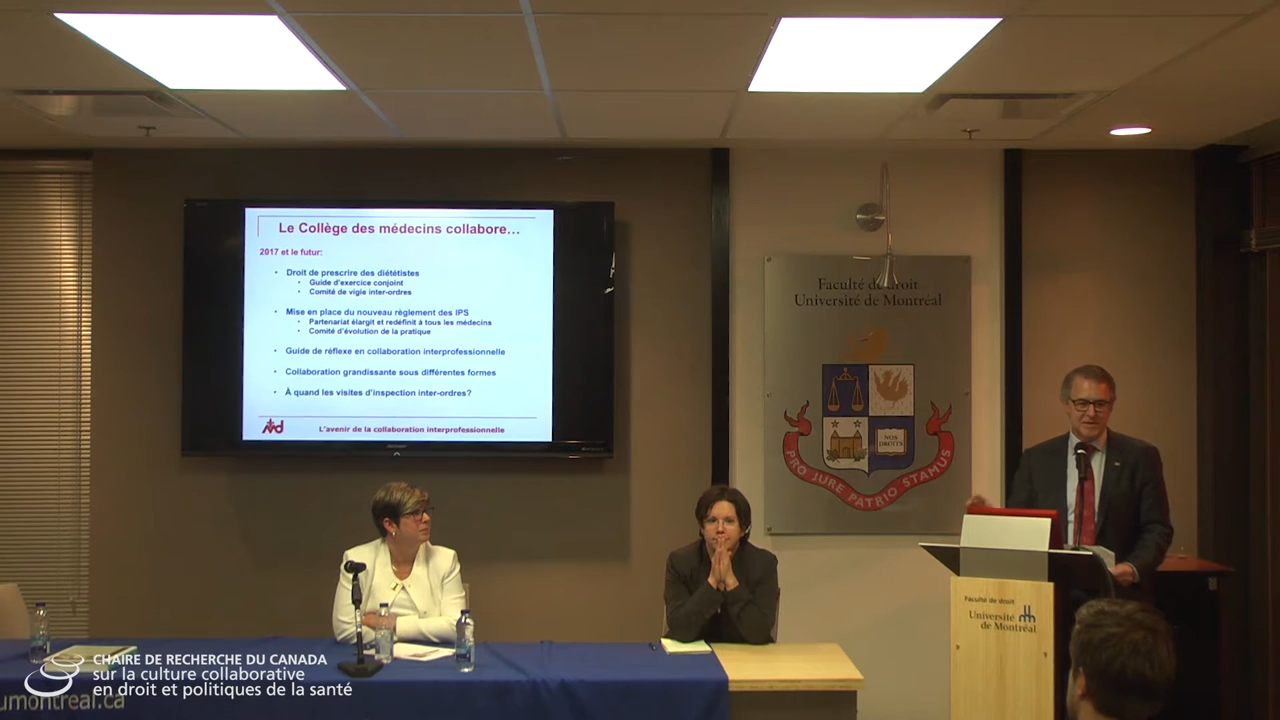 Le Collège des médecins collabore…
2017 et le futur:
• Droit de prescrire des diététistes
• Guide d'exercice conjoint
• Comité de vigie inter-ordres
• Mise en place du nouveau règlement des IPS
• Partenariat élargit et redéfinit à tous les médecins
• Comité d'évolution de la pratique
• Guide de réflexe en collaboration interprofessionnelle
• Collaboration grandissante sous différentes formes
• À quand les visites d'inspection inter-ordres?
L'avenir de la collaboration interprofessionnelle
Faculté de droit
Université de Montréal
NOS
DROITS
PRO JURE PATRIO STAMUS
Faculté de droit
Université
de Montréal
CHAIRE DE RECHERCHE DU CANADA
sur la culture collaborative
en droit et politiques de la santé
umontreal.ca